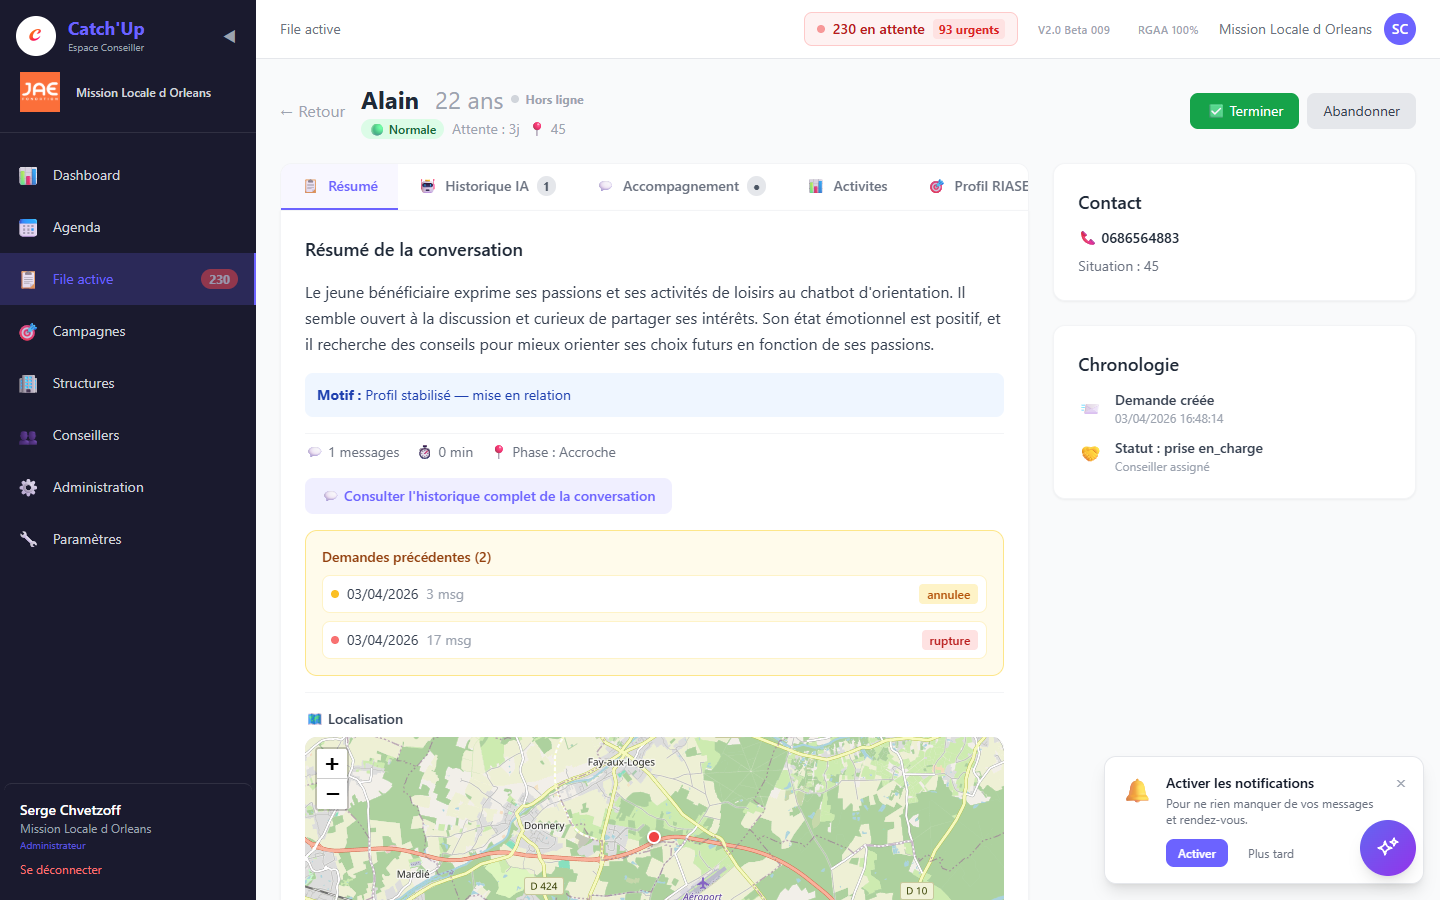 Catch'Up
Espace Conseiller
JAE
Mission Locale d Orleans
Dashboard
Agenda
File active
230
Campagnes
Structures
Conseillers
Administration
Paramètres
Serge Chvetzoff
Mission Locale d Orleans
Administrateur
Se déconnecter
File active
230 en attente 93 urgents
V2.0 Beta 009
RGAA 100%
Mission Locale d Orleans
SC
← Retour
Alain 22 ans Hors ligne
Normale Attente : 3j 45
Terminer
Abandonner
Résumé
Historique IA 1
Accompagnement
Activites
Profil RIASE
Résumé de la conversation
Le jeune bénéficiaire exprime ses passions et ses activités de loisirs au chatbot d'orientation. Il
semble ouvert à la discussion et curieux de partager ses intérêts. Son état émotionnel est positif, et
il recherche des conseils pour mieux orienter ses choix futurs en fonction de ses passions.
Motif : Profil stabilisé — mise en relation
1 messages 0 min Phase : Accroche
Consulter l'historique complet de la conversation
Demandes précédentes (2)
03/04/2026 3 msg annulee
03/04/2026 17 msg rupture
Localisation
+
−
Fay-aux-Loges
Donnery
Mardié
D 424
D 10
Aéroport
Contact
0686564883
Situation : 45
Chronologie
Demande créée
03/04/2026 16:48:14
Statut : prise en_charge
Conseiller assigné
Activer les notifications
×
Pour ne rien manquer de vos messages
et rendez-vous.
Activer
Plus tard